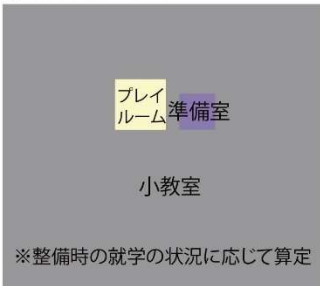 プレイ
ルーム
準備室
小教室
※整備時の就学の状況に応じて算定